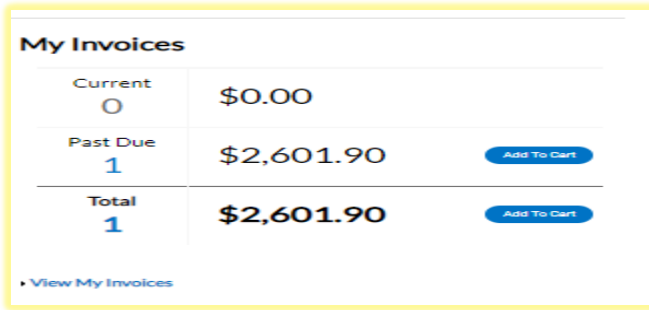 My Invoices
Current
0 $0.00
Past Due
1 $2,601.90 Add To Cart
Total
1 $2,601.90 Add To Cart
View My Invoices